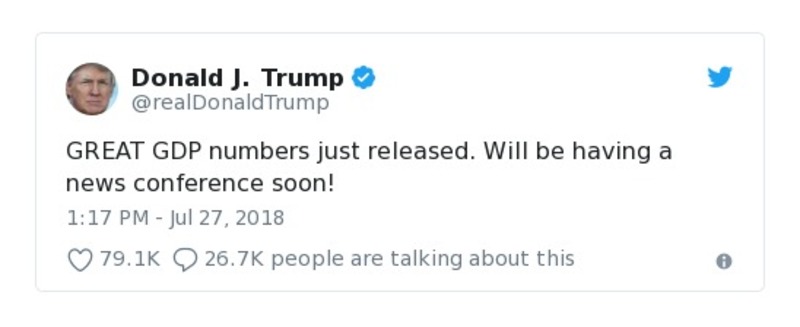 Donald J. Trump
@realDonaldTrump
GREAT GDP numbers just released. Will be having a
news conference soon!
1:17 PM - Jul 27, 2018
79.1K 26.7K people are talking about this